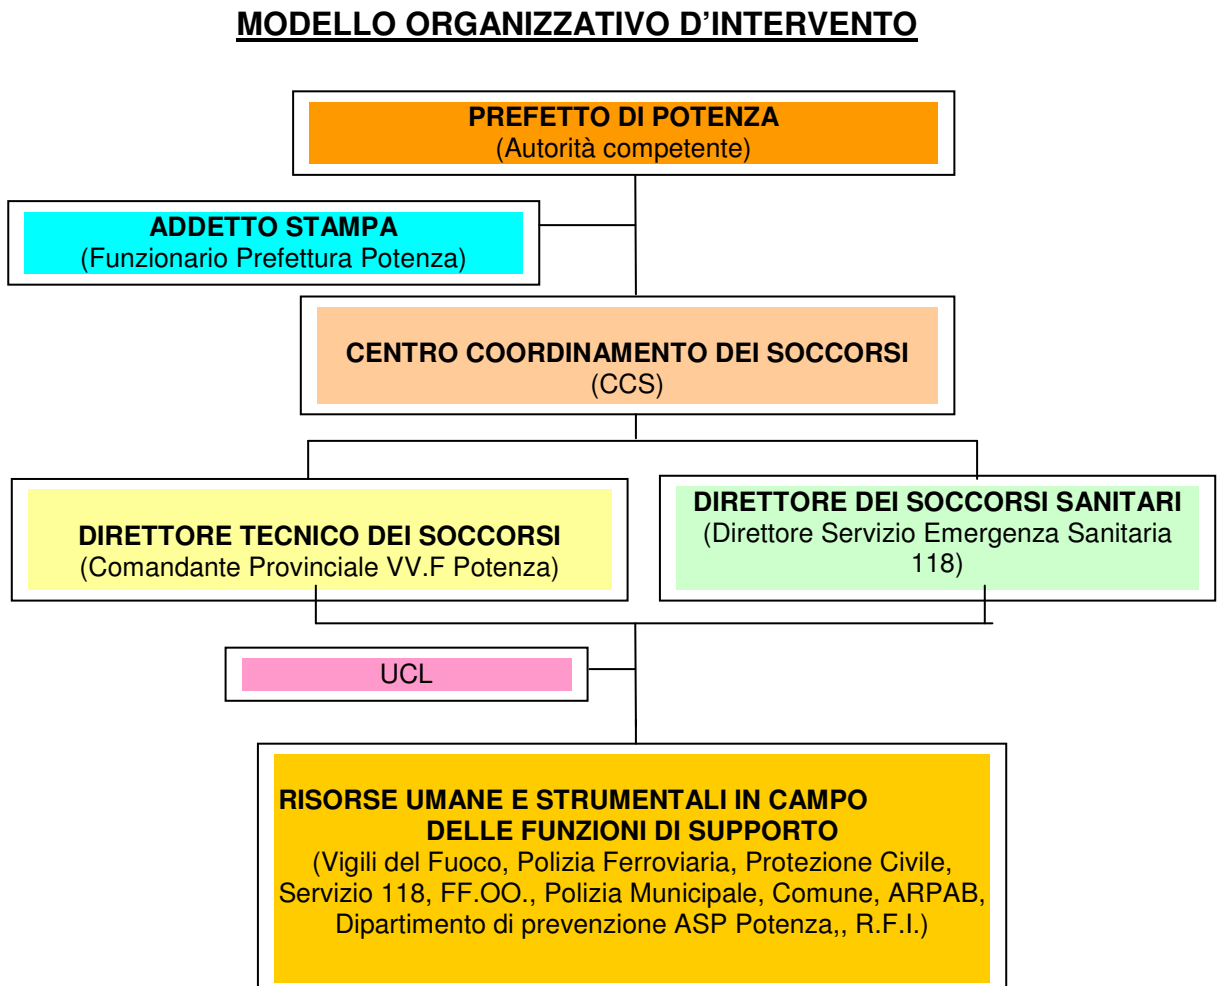 MODELLO ORGANIZZATIVO D'INTERVENTO
PREFETTO DI POTENZA
(Autorità competente)
ADDETTO STAMPA
(Funzionario Prefettura Potenza)
CENTRO COORDINAMENTO DEI SOCCORSI
(CCS)
DIRETTORE TECNICO DEI SOCCORSI
(Comandante Provinciale VV.F Potenza)
DIRETTORE DEI SOCCORSI SANITARI
(Direttore Servizio Emergenza Sanitaria
118)
UCL
RISORSE UMANE E STRUMENTALI IN CAMPO
DELLE FUNZIONI DI SUPPORTO
(Vigili del Fuoco, Polizia Ferroviaria, Protezione Civile,
Servizio 118, FF.OO., Polizia Municipale, Comune, ARPAB,
Dipartimento di prevenzione ASP Potenza,, R.F.I.)